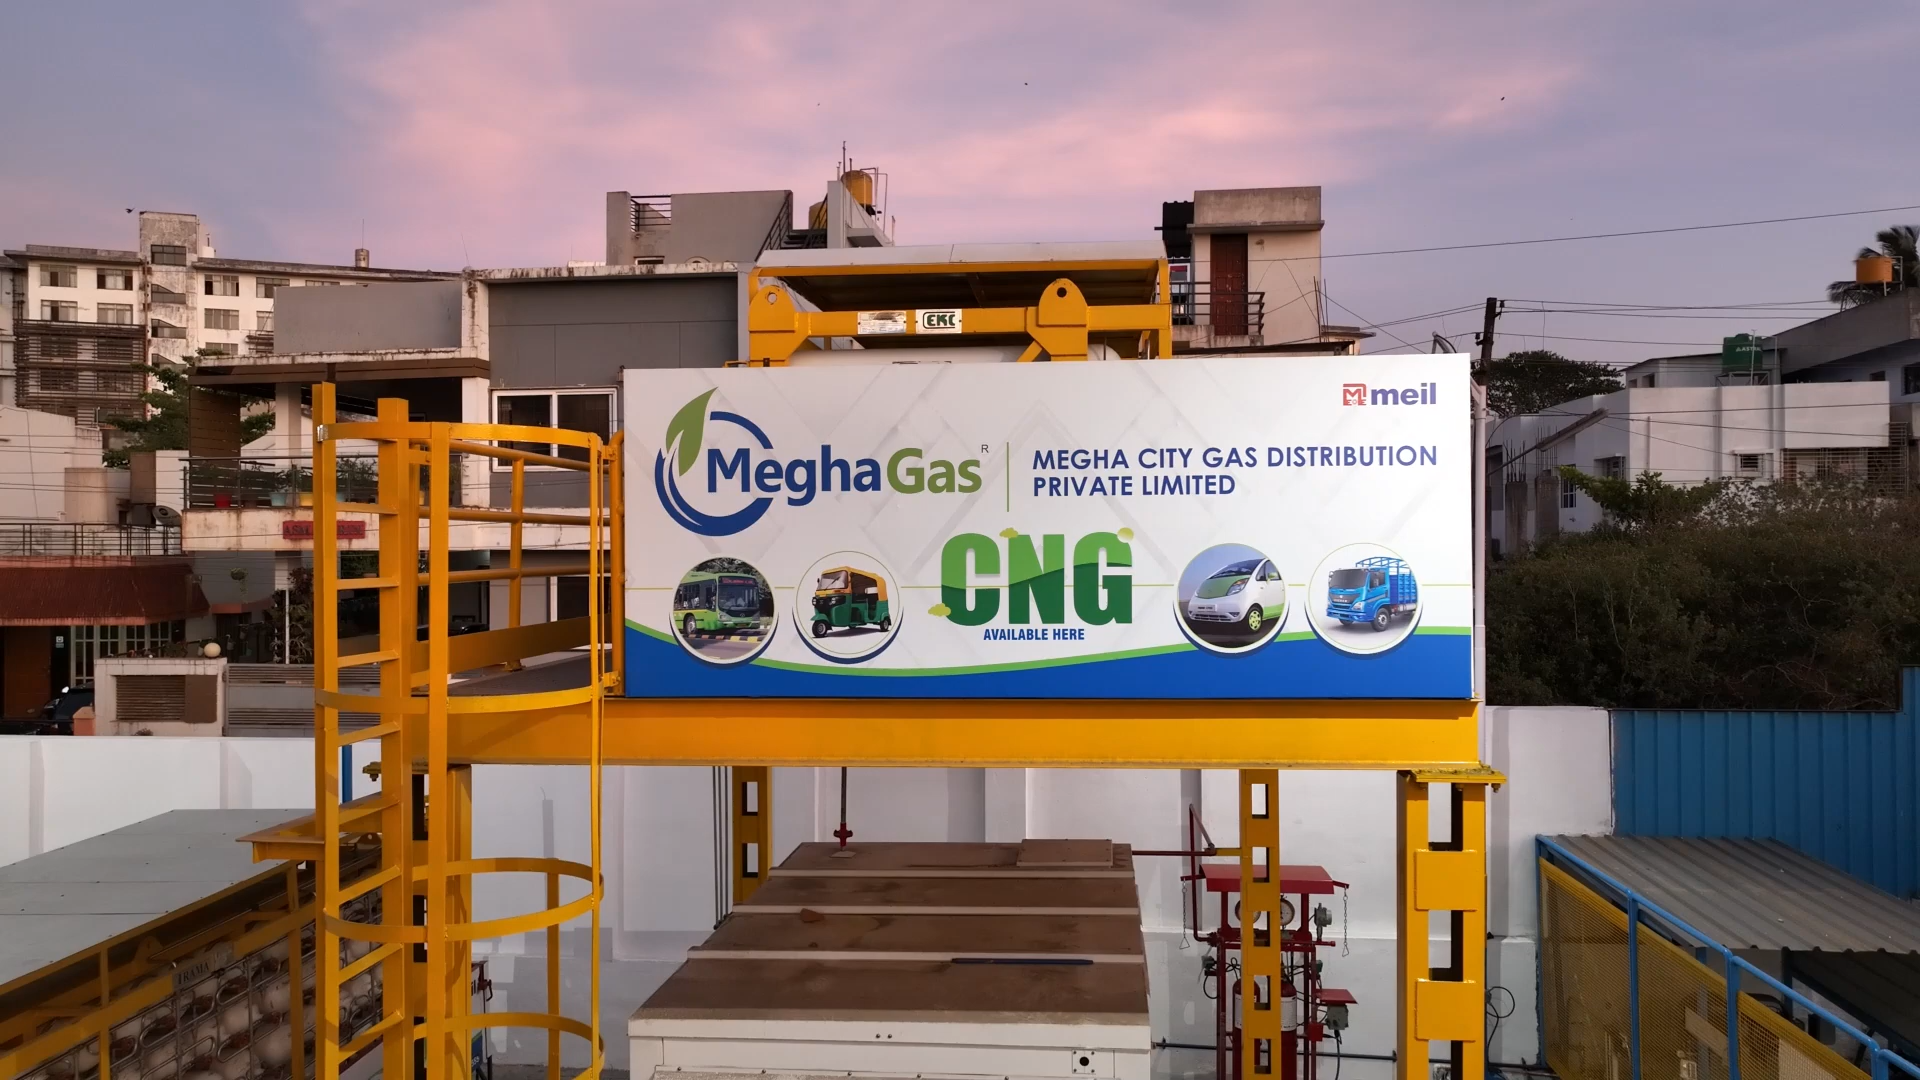 EKC
meil
MeghaGas R
MEGHA CITY GAS DISTRIBUTION
PRIVATE LIMITED
CNG
AVAILABLE HERE